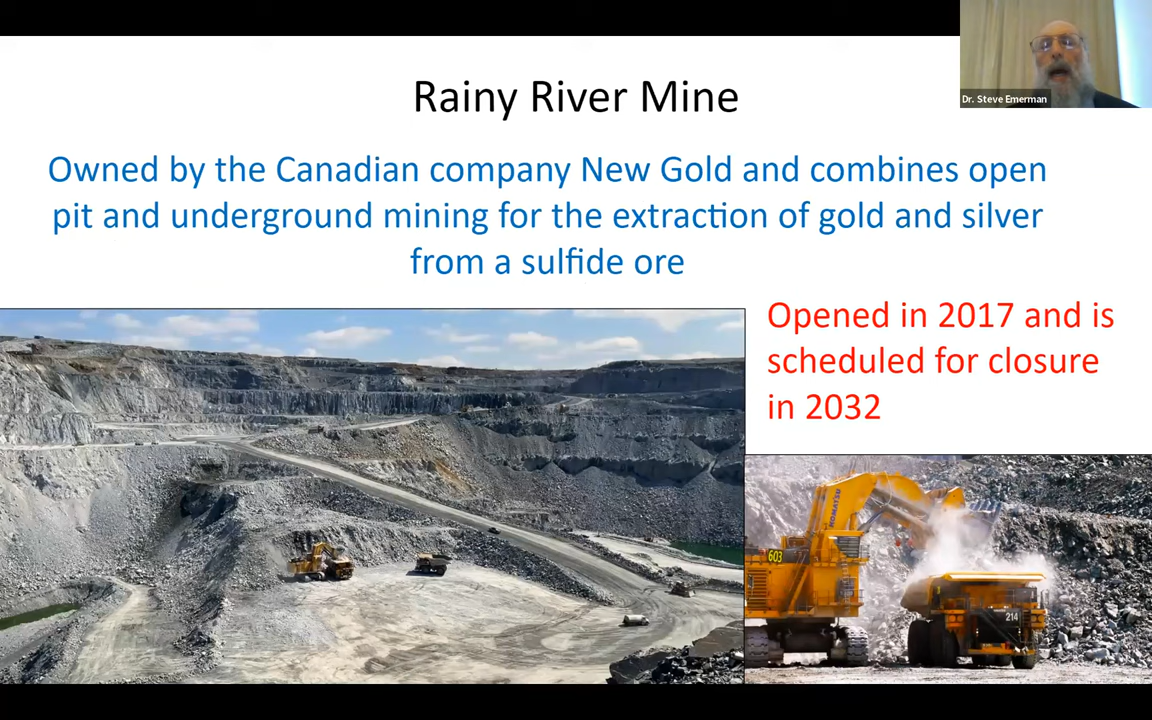 Rainy River Mine
Dr. Steve Emerman
Owned by the Canadian company New Gold and combines open
pit and underground mining for the extraction of gold and silver
from a sulfide ore
Opened in 2017 and is
scheduled for closure
in 2032
KOMATSU
603
214